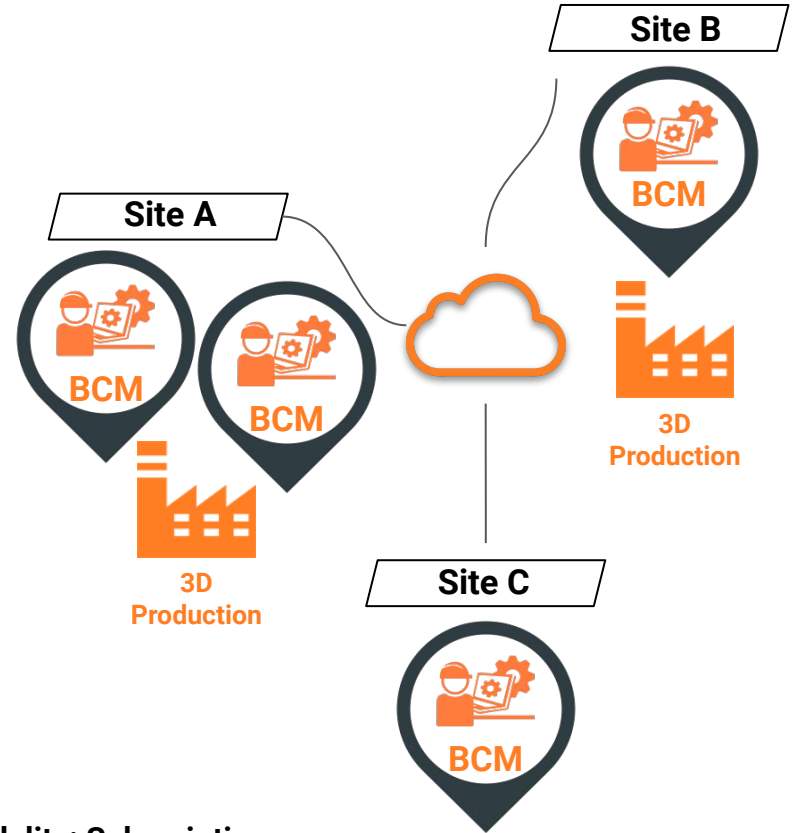 Site B
BCM
Site A
BCM
BCM
3D
Production
3D
Production
Site C
BCM